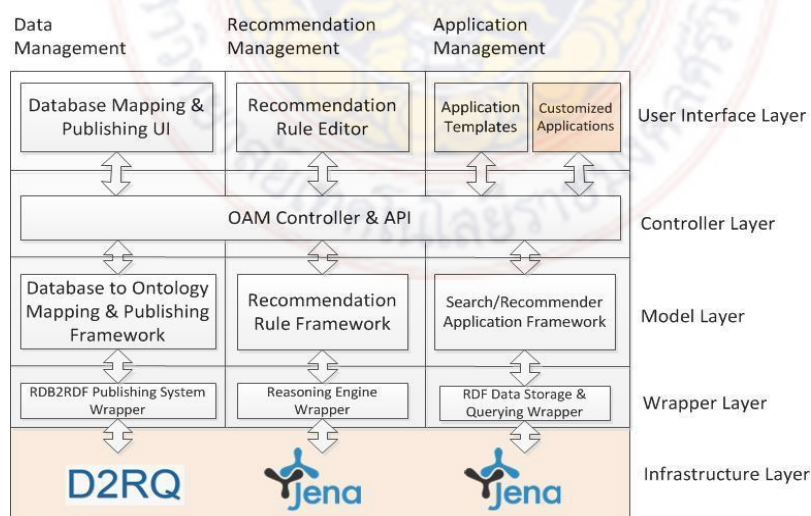 Data
Management
Recommendation
Management
Application
Management
Database Mapping &
Publishing UI
Recommendation
Rule Editor
Application
Templates
Customized
Applications
User Interface Layer
OAM Controller & API
Controller Layer
Database to Ontology
Mapping & Publishing
Framework
Recommendation
Rule Framework
Search/Recommender
Application Framework
Model Layer
RDB2RDF Publishing System
Wrapper
Reasoning Engine
Wrapper
RDF Data Storage &
Querying Wrapper
Wrapper Layer
D2RQ
Jena
Jena
Infrastructure Layer